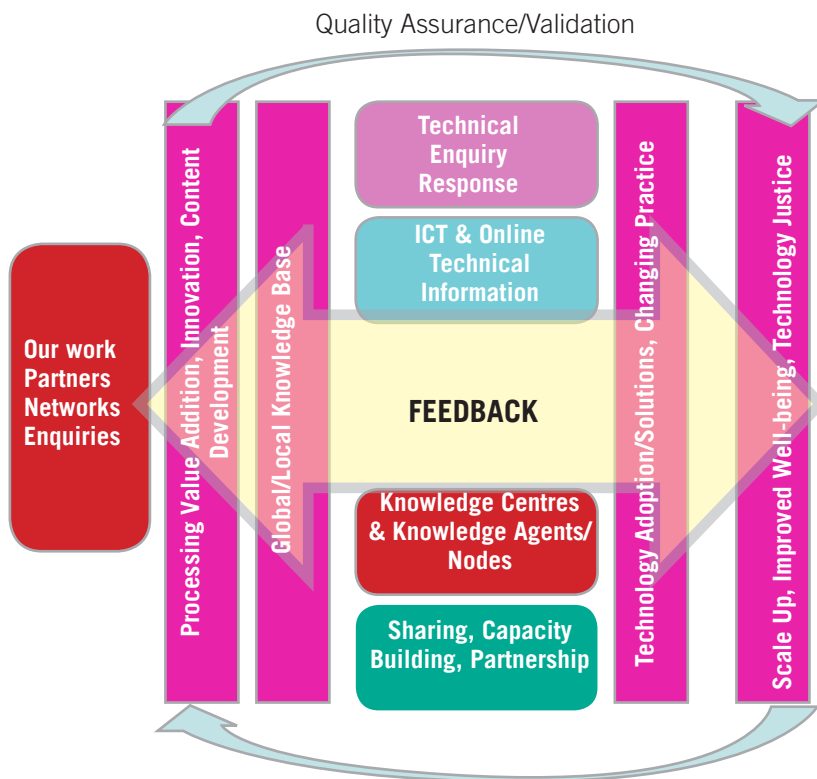 Quality Assurance/Validation
Our work
Partners
Networks
Enquiries
Processing Value Addition, Innovation, Content
Development
Global/Local Knowledge Base
Technical
Enquiry
Response
ICT & Online
Technical
Information
FEEDBACK
Knowledge Centres
& Knowledge Agents/
Nodes
Sharing, Capacity
Building, Partnership
Technology Adoption/Solutions, Changing Practice
Scale Up, Improved Well-being, Technology Justice